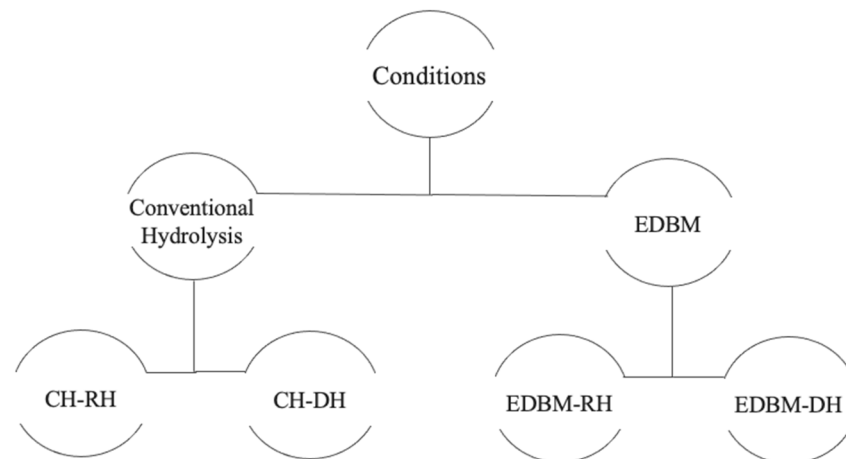 Conditions
Conventional
Hydrolysis
EDBM
CH-RH
CH-DH
EDBM-RH
EDBM-DH